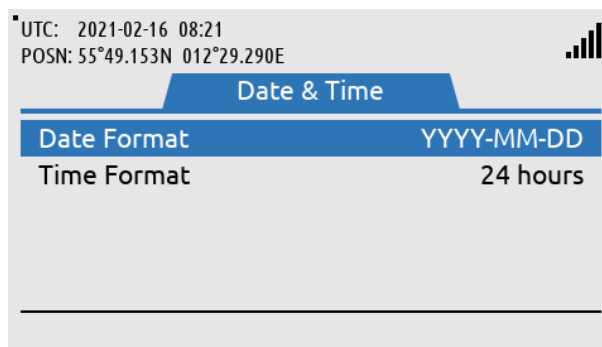 UTC: 2021-02-16 08:21
POSN: 55°49.153N 012°29.290E
Date & Time
Date Format YYYY-MM-DD
Time Format 24 hours